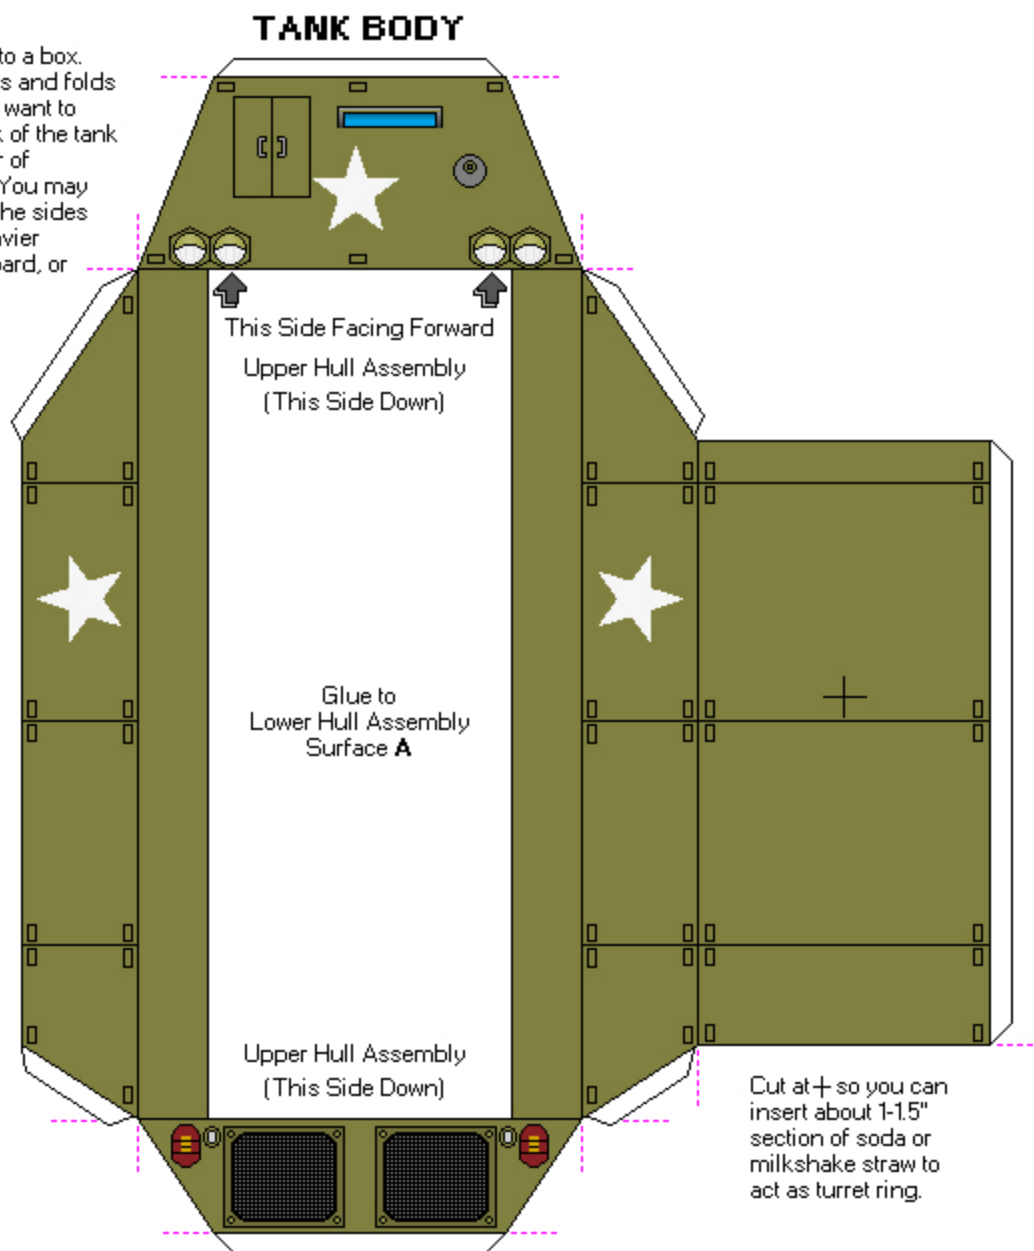 TANK BODY
to a box.
s and folds
want to
k of the tank
r of
You may
he sides
vier
oard, or
This Side Facing Forward
Upper Hull Assembly
(This Side Down)
Glue to
Lower Hull Assembly
Surface A
Upper Hull Assembly
(This Side Down)
Cut at + so you can
insert about 1-1.5"
section of soda or
milkshake straw to
act as turret ring.